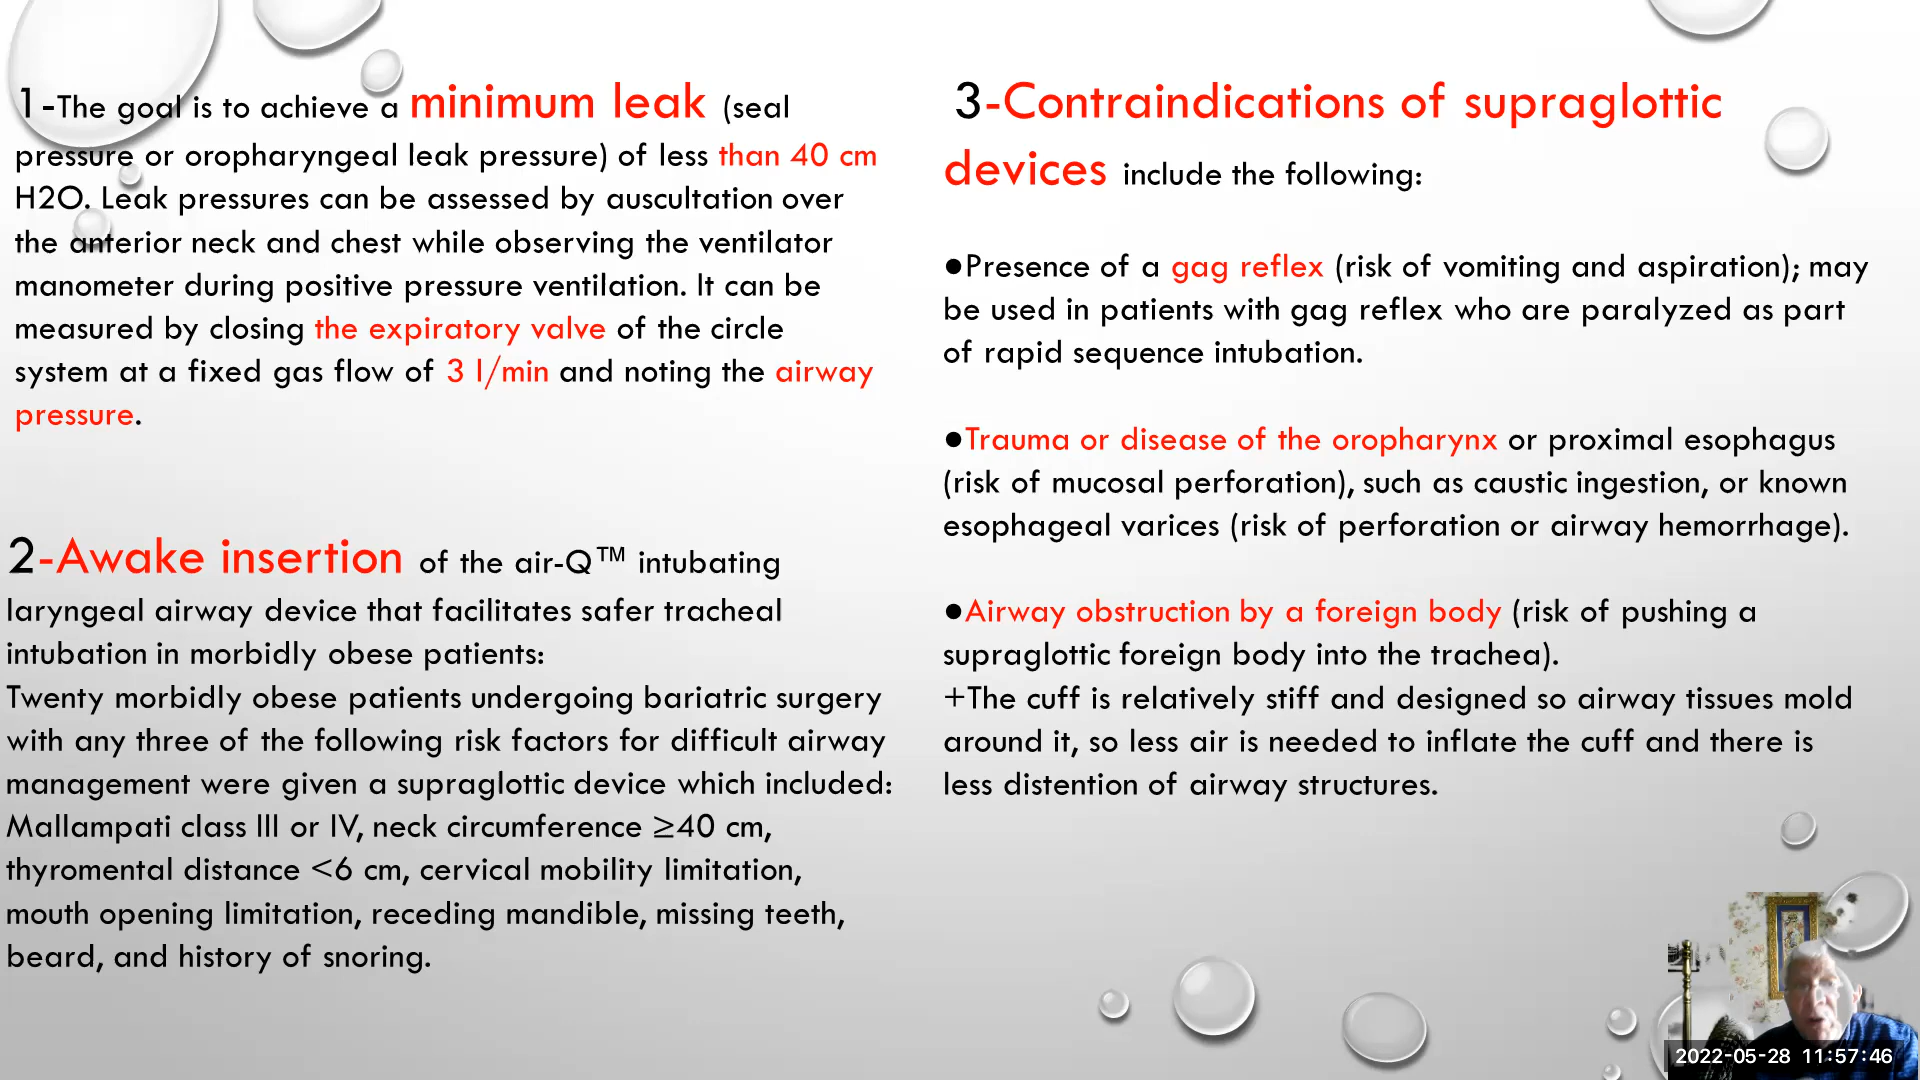 1-The goal is to achieve a minimum leak (seal
pressure or oropharyngeal leak pressure) of less than 40 cm
H2O. Leak pressures can be assessed by auscultation over
the anterior neck and chest while observing the ventilator
manometer during positive pressure ventilation. It can be
measured by closing the expiratory valve of the circle
system at a fixed gas flow of 3 l/min and noting the airway
pressure.
2-Awake insertion of the air-Q™ intubating
laryngeal airway device that facilitates safer tracheal
intubation in morbidly obese patients:
Twenty morbidly obese patients undergoing bariatric surgery
with any three of the following risk factors for difficult airway
management were given a supraglottic device which included:
Mallampati class III or IV, neck circumference ≥40 cm,
thyromental distance <6 cm, cervical mobility limitation,
mouth opening limitation, receding mandible, missing teeth,
beard, and history of snoring.
3-Contraindications of supraglottic
devices include the following:
●Presence of a gag reflex (risk of vomiting and aspiration); may
be used in patients with gag reflex who are paralyzed as part
of rapid sequence intubation.
●Trauma or disease of the oropharynx or proximal esophagus
(risk of mucosal perforation), such as caustic ingestion, or known
esophageal varices (risk of perforation or airway hemorrhage).
●Airway obstruction by a foreign body (risk of pushing a
supraglottic foreign body into the trachea).
+The cuff is relatively stiff and designed so airway tissues mold
around it, so less air is needed to inflate the cuff and there is
less distention of airway structures.
2022-05-28 11:57:46